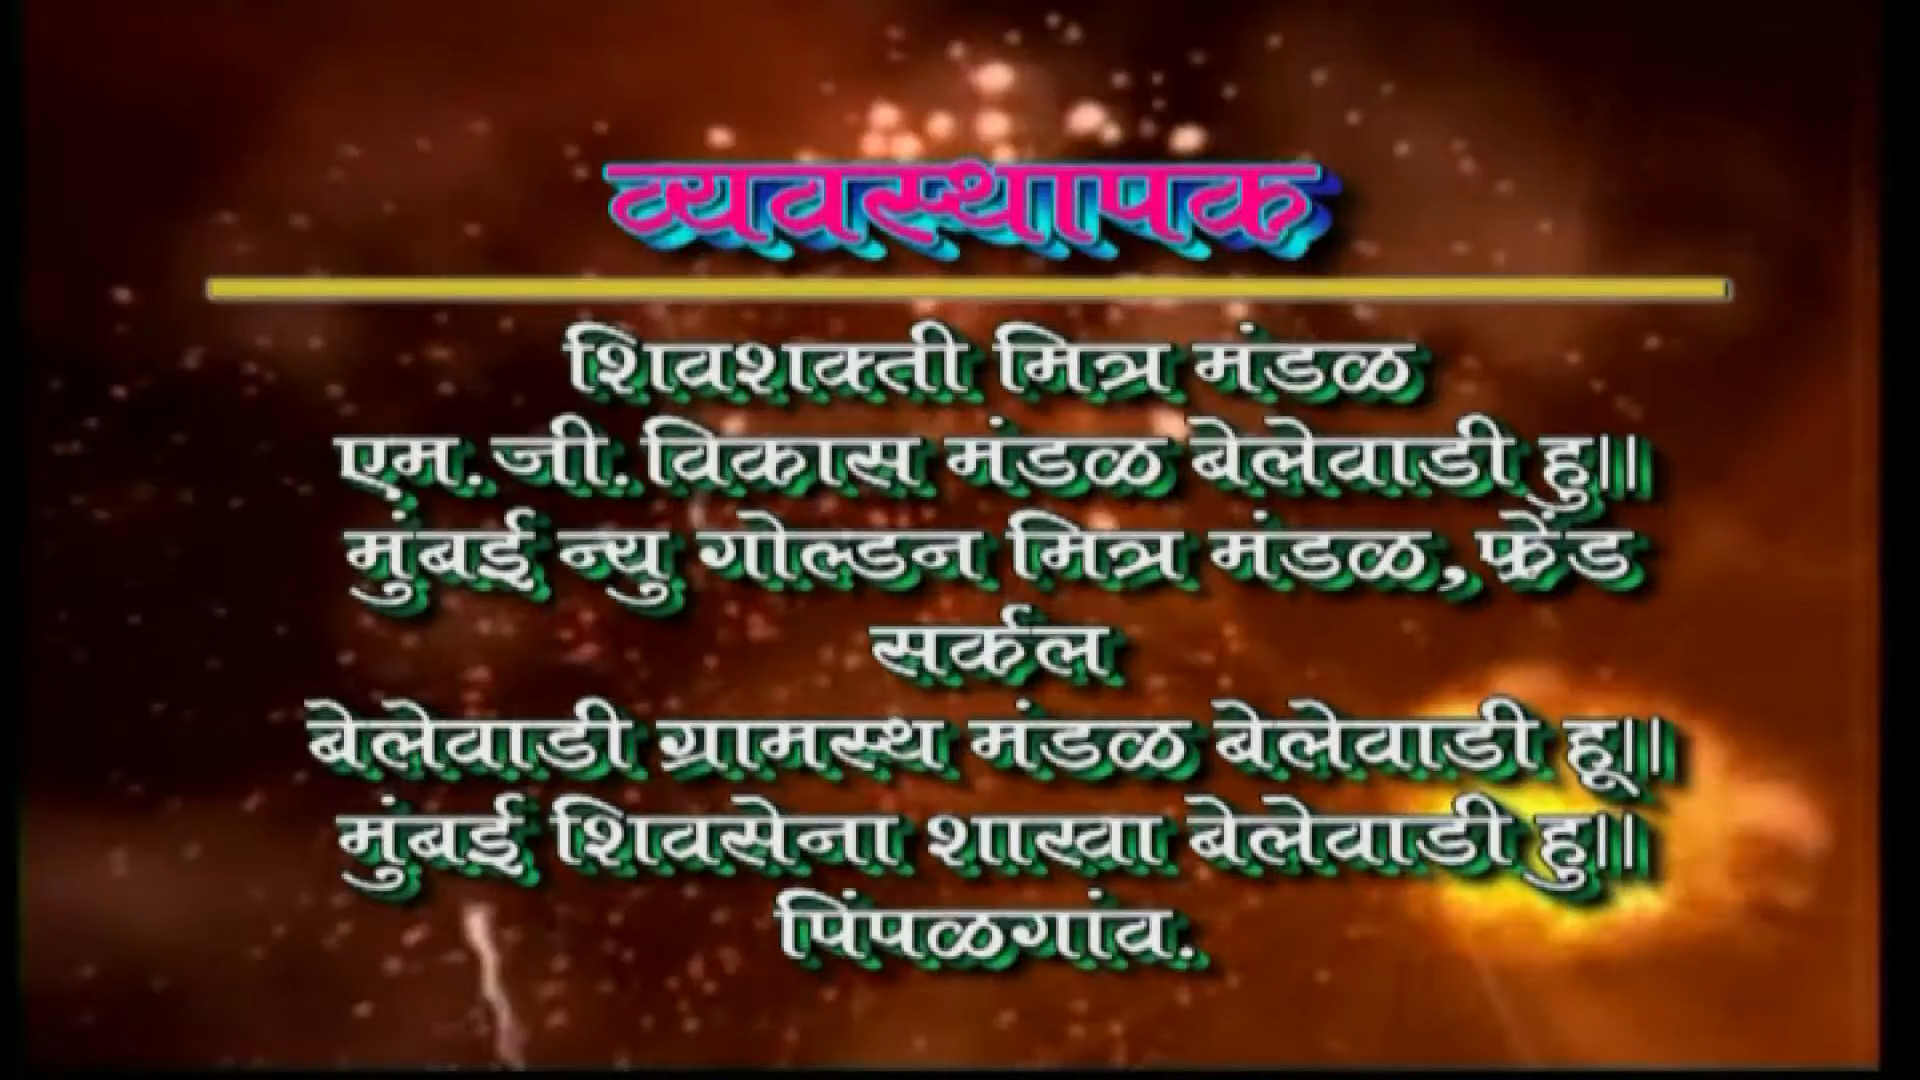 व्यवस्थापक
शिवशक्ती मित्र मंडळ
एम. जी. विकास मंडळ बेलेवाडी हु॥
मुंबई न्यु गोल्डन मित्र मंडळ, फ्रेंड
सर्कल
बेलेवाडी ग्रामस्थ मंडळ बेलेवाडी हू॥
मुंबई शिवसेना शाखा बेलेवाडी हु॥
पिंपळगांव.